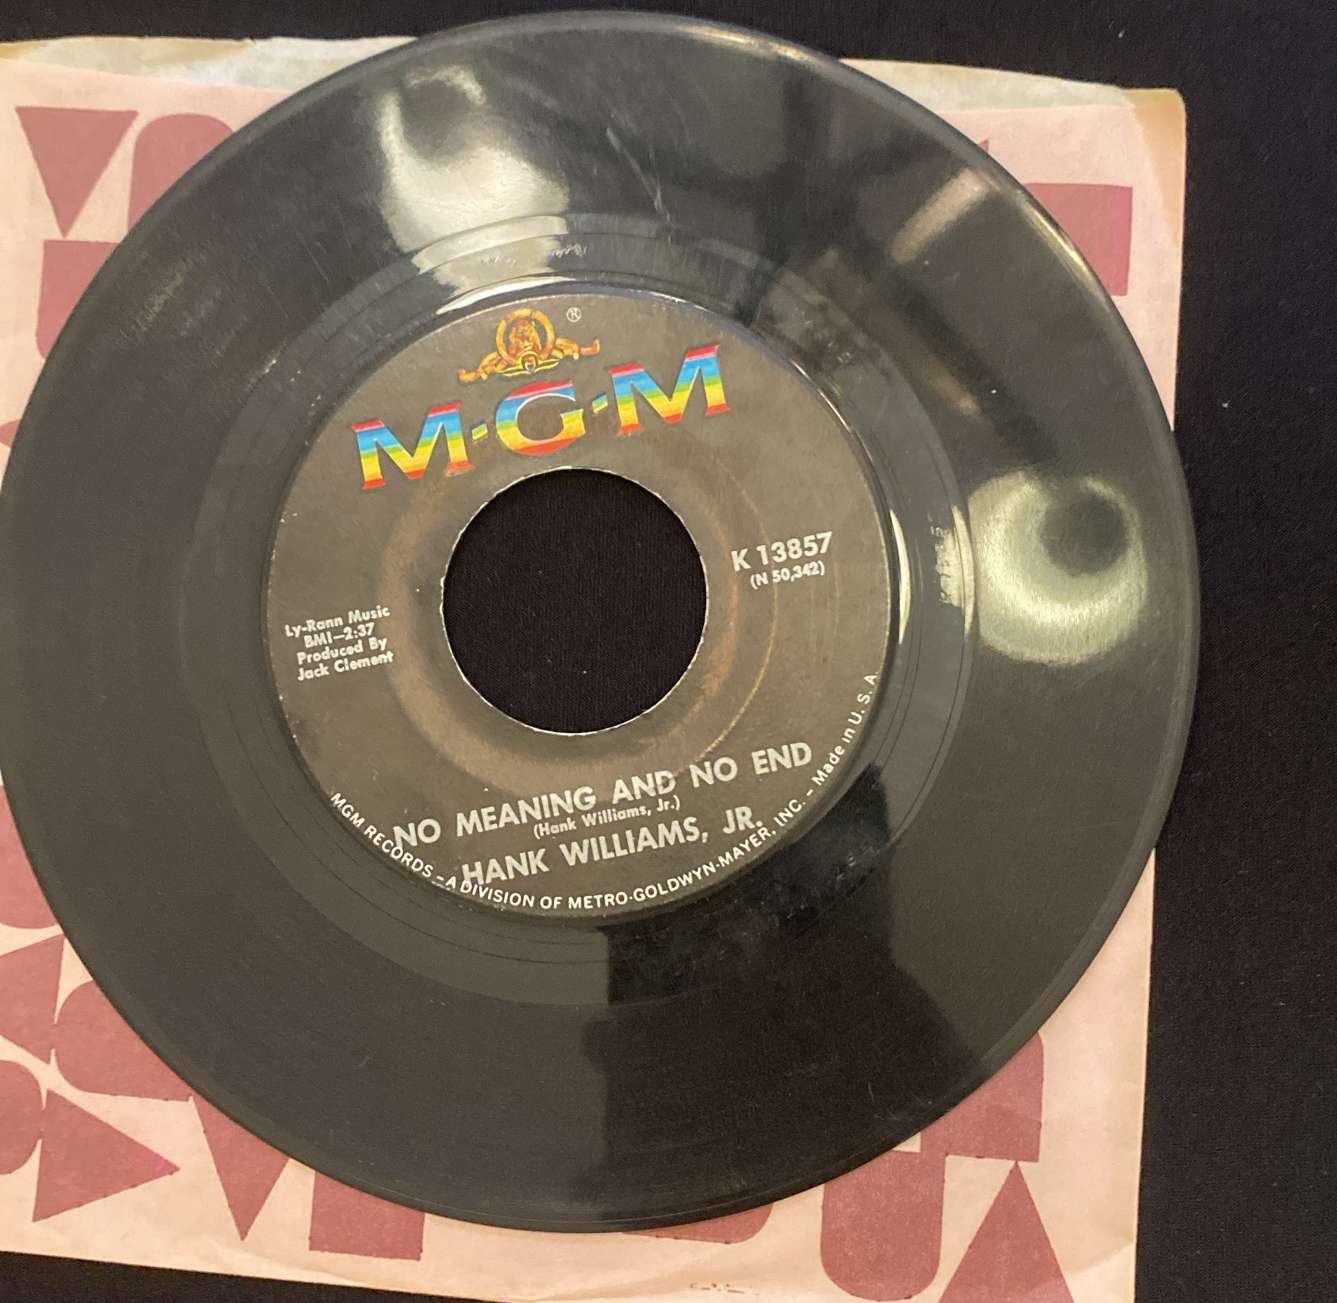 ®
M·G·M
K 13857
(N 50,342)
Ly-Rann Music
BMI—2:37
Produced By
Jack Clement
NO MEANING AND NO END
(Hank Williams, Jr.)
HANK WILLIAMS, JR.
MGM RECORDS – A DIVISION OF METRO-GOLDWYN-MAYER, INC. – Made in U. S. A.